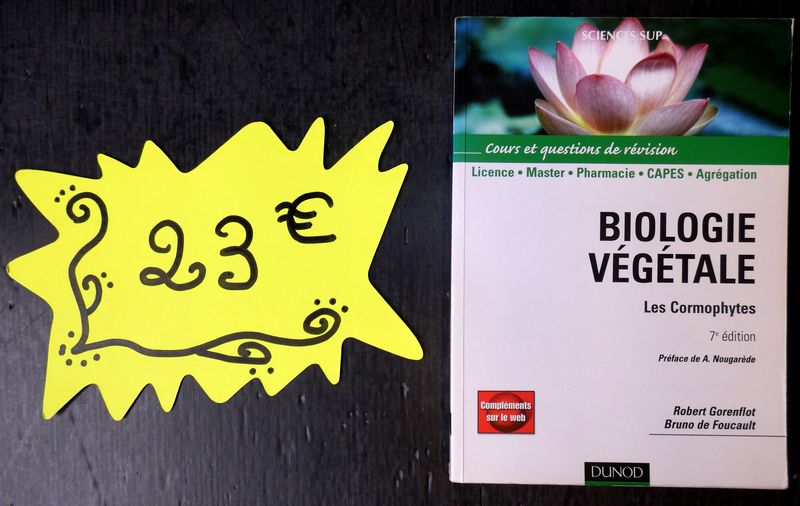 23 €
SCIENCES SUP
Cours et questions de révision
Licence • Master • Pharmacie • CAPES • Agrégation
BIOLOGIE
VÉGÉTALE
Les Cormophytes
7e édition
Préface de A. Nougarède
Compléments
sur le web
Robert Gorenflot
Bruno de Foucault
DUNOD